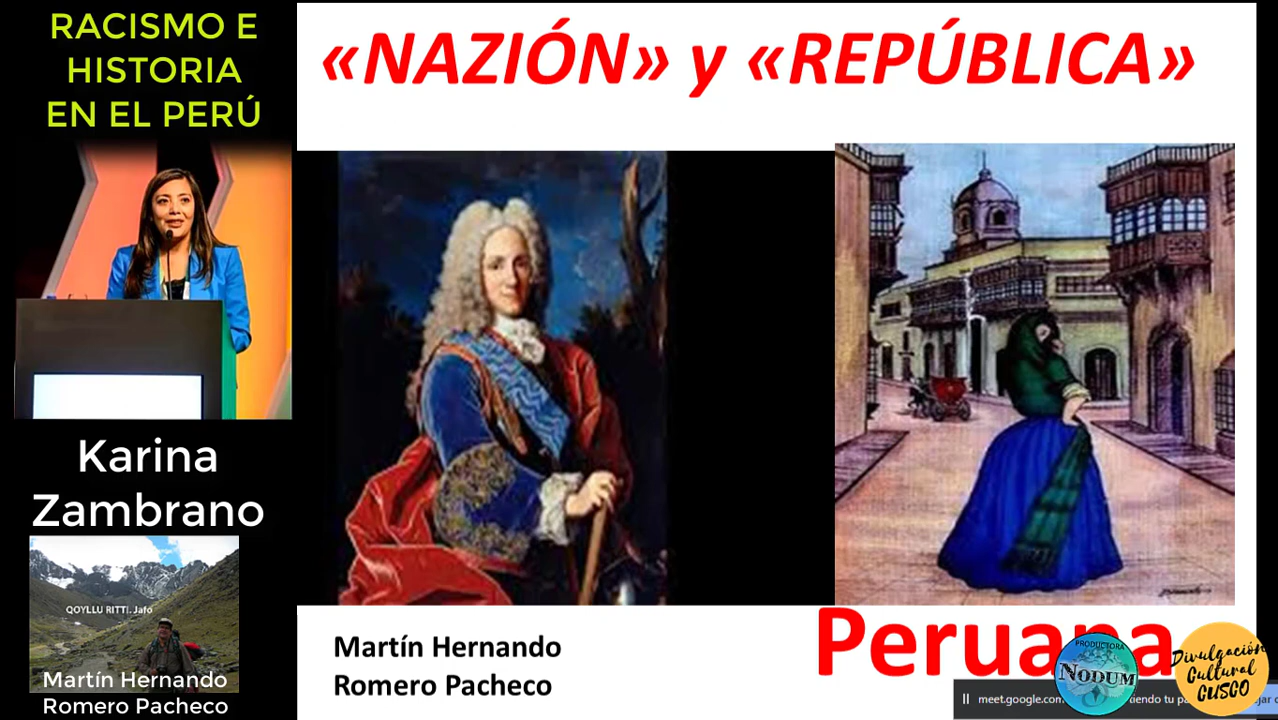 RACISMO E
HISTORIA
EN EL PERÚ
Karina
Zambrano
QOYLLU RITTI. Jafo
Martín Hernando
Romero Pacheco
«NAZIÓN» y «REPÚBLICA»
Martín Hernando
Romero Pacheco
Peruana
PRODUCTORA
NODUM
Divulgación
Cultural
CUSCO
meet.google.com